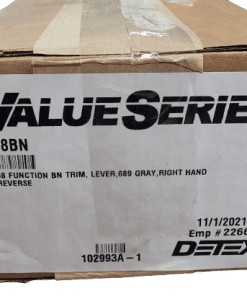 VALUE SERIE
8BN
08 FUNCTION BN TRIM, LEVER,689 GRAY,RIGHT HAND
REVERSE
11/1/2021
Emp # 2266
102993A-1
DETEX